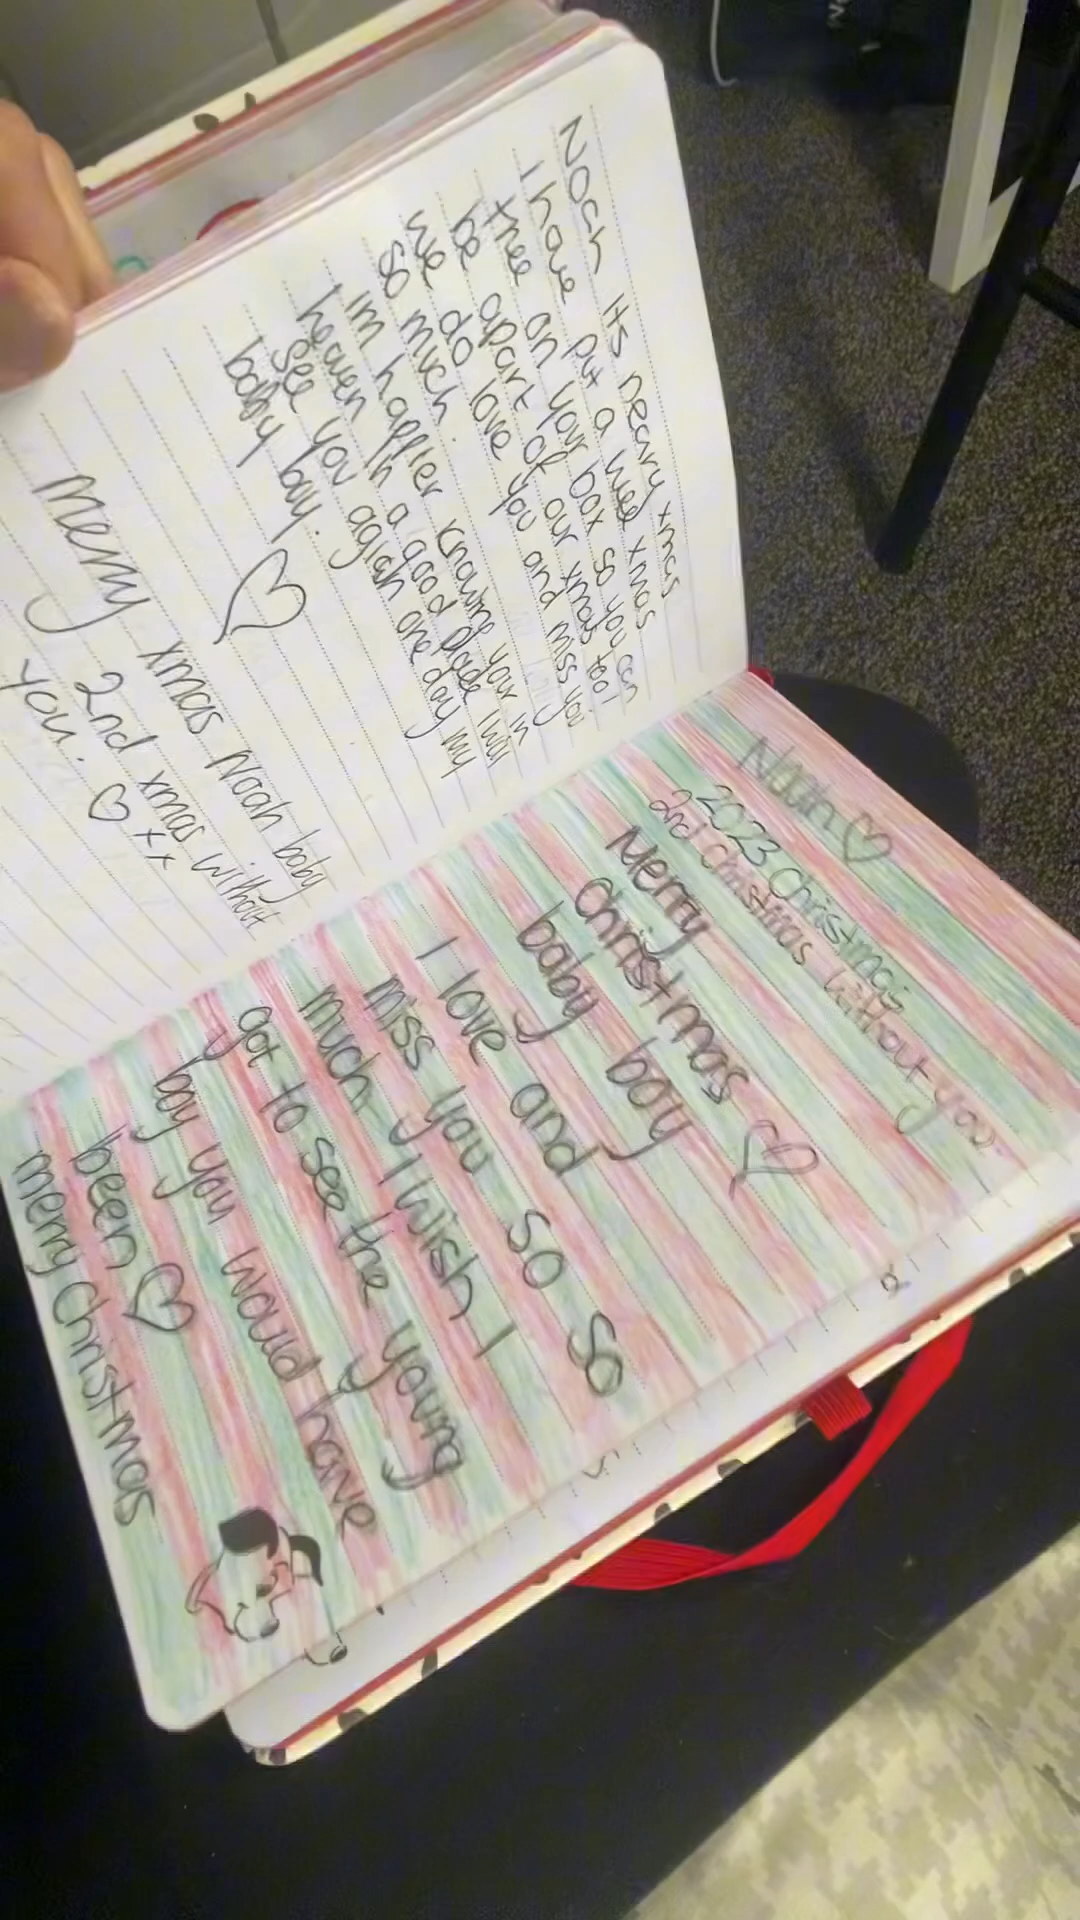 Noah its neary xmas
I have put a wee xmas
tree on your box so you can
be apart of our xmas too!
we do love you and miss you
so much.
Im happier knowing your in
heaven in a good place I will
see you agian one day my
baby boy. ♡
Merry xmas Noah baby
2nd xmas without
you. ♡ x x
Noah ♡
2023 Christmas
2nd christmas without you
Merry
Christmas ♡
baby boy
I love and
miss you so so
much I wish I
got to see the young
boy you would have
been ♡
merry christmas